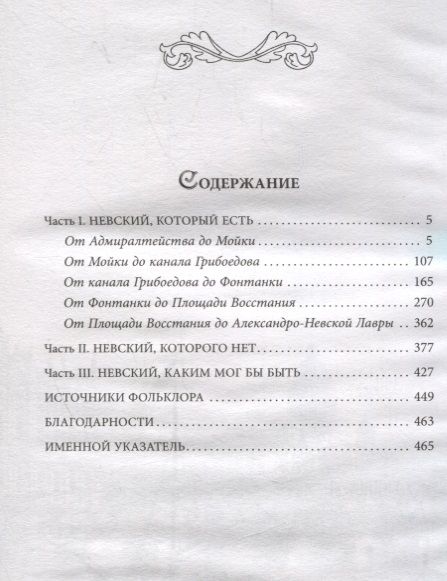 СОДЕРЖАНИЕ
Часть I. НЕВСКИЙ, КОТОРЫЙ ЕСТЬ . . . . . . . . . . . . . . . . . . . . . . . . 5
От Адмиралтейства до Мойки . . . . . . . . . . . . . . . . . . . . . . . . 5
От Мойки до канала Грибоедова . . . . . . . . . . . . . . . . . . . . . 107
От канала Грибоедова до Фонтанки . . . . . . . . . . . . . . . . . 165
От Фонтанки до Площади Восстания . . . . . . . . . . . . . . . 270
От Площади Восстания до Александро-Невской Лавры . . 362
Часть II. НЕВСКИЙ, КОТОРОГО НЕТ . . . . . . . . . . . . . . . . . . . . . . 377
Часть III. НЕВСКИЙ, КАКИМ МОГ БЫ БЫТЬ . . . . . . . . . . . . . . . 427
ИСТОЧНИКИ ФОЛЬКЛОРА . . . . . . . . . . . . . . . . . . . . . . . . . . . . 449
БЛАГОДАРНОСТИ . . . . . . . . . . . . . . . . . . . . . . . . . . . . . . . . . . . 463
ИМЕННОЙ УКАЗАТЕЛЬ . . . . . . . . . . . . . . . . . . . . . . . . . . . . . . . 465